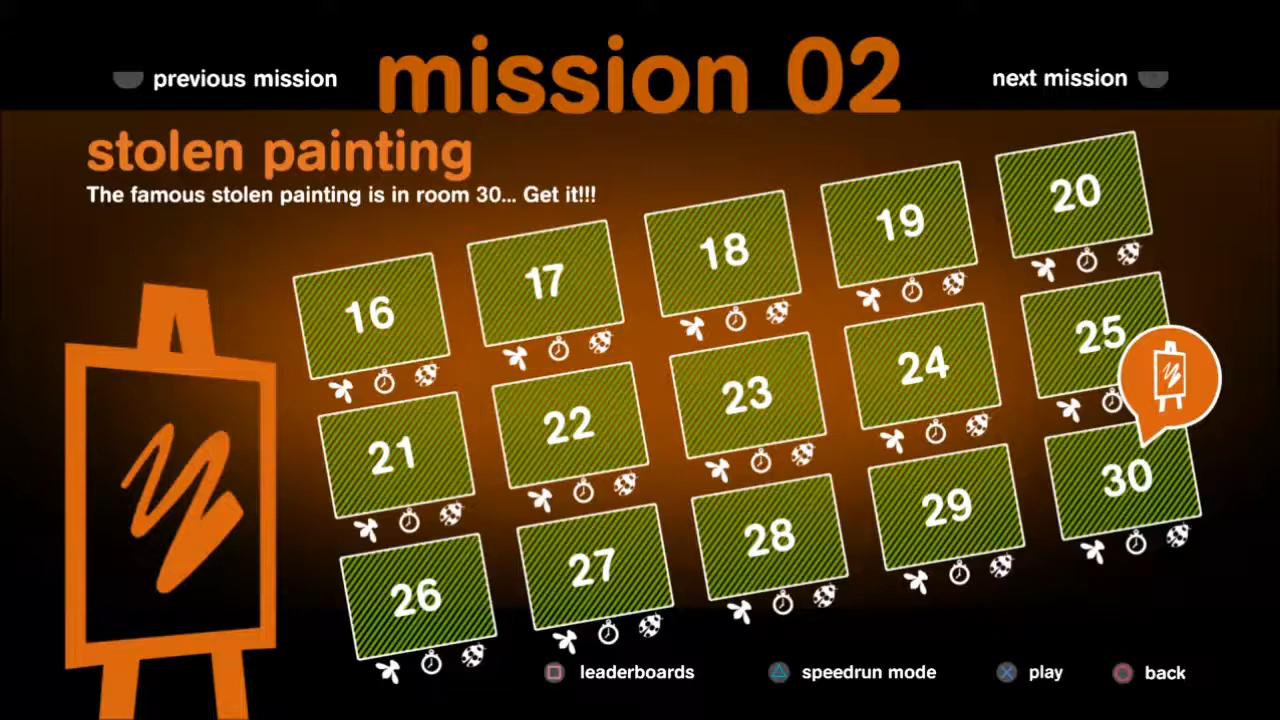 mission 02
previous mission
next mission
stolen painting
The famous stolen painting is in room 30... Get it!!!
16 17 18 19 20
21 22 23 24 25
26 27 28 29 30
leaderboards speedrun mode play back